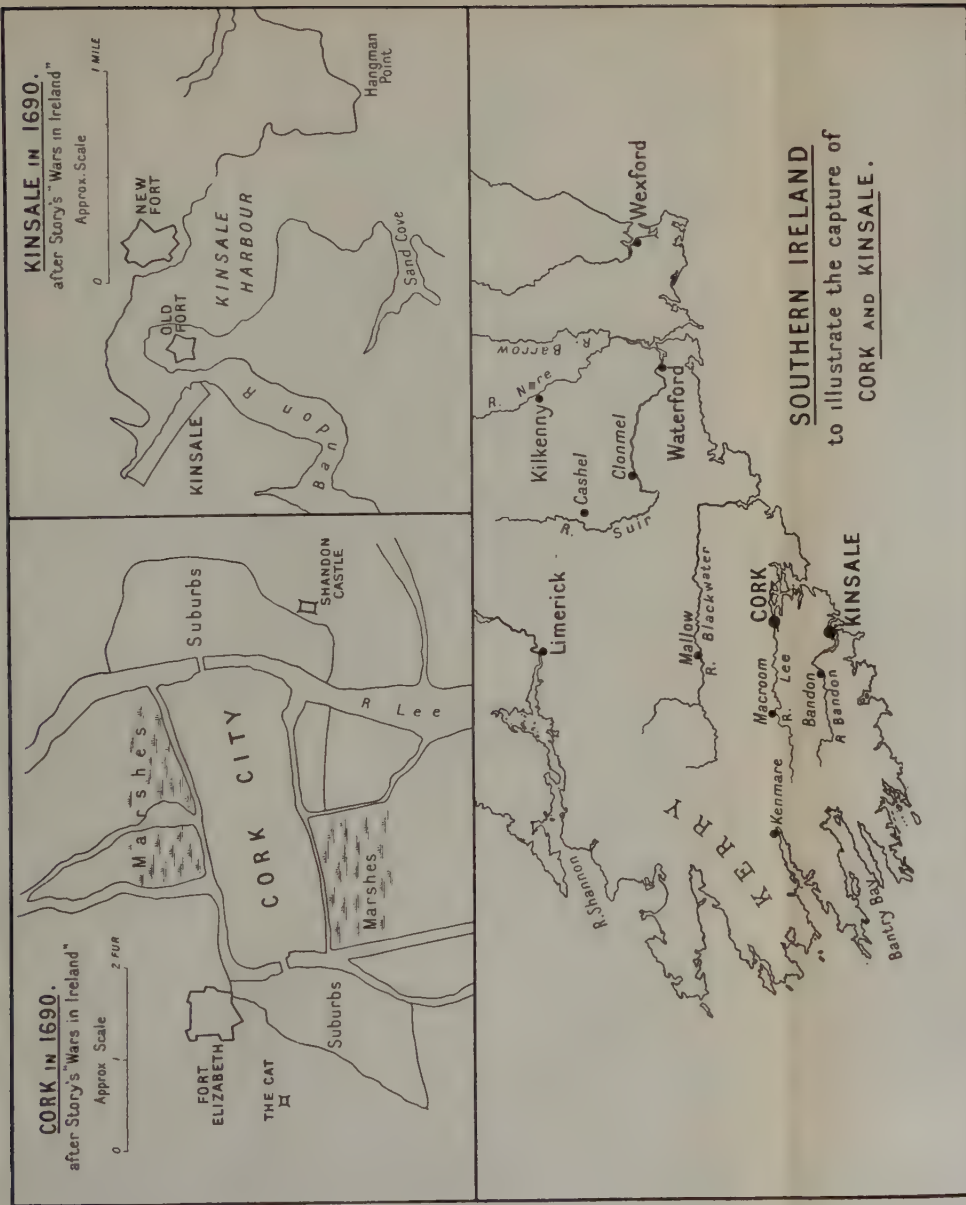 CORK IN 1690.
after Story's "Wars in Ireland"
Approx Scale
0 1 2 FUR
Marshes
Suburbs
CORK CITY
SHANDON
CASTLE
R Lee
Marshes
FORT
ELIZABETH
THE CAT
Suburbs
KINSALE IN 1690.
after Story's "Wars in Ireland"
Approx. Scale
0 1 MILE
NEW
FORT
OLD
FORT
KINSALE
HARBOUR
KINSALE
R Bandon
Sand Cove
Hangman
Point
Limerick
R. Shannon
KERRY
Kenmare
Bantry Bay
Mallow
R. Blackwater
Macroom
R. Lee
CORK
Bandon
R Bandon
KINSALE
R. Nore
Kilkenny
Cashel
R. Suir
Clonmel
Waterford
R. Barrow
Wexford
SOUTHERN IRELAND
to illustrate the capture of
CORK AND KINSALE.